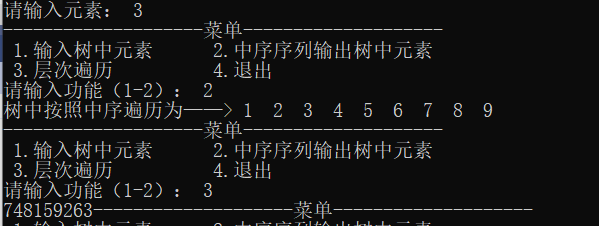 请输入元素： 3
--------------------菜单--------------------
1.输入树中元素 2.中序序列输出树中元素
3.层次遍历 4.退出
请输入功能（1-2）： 2
树中按照中序遍历为——> 1 2 3 4 5 6 7 8 9
--------------------菜单--------------------
1.输入树中元素 2.中序序列输出树中元素
3.层次遍历 4.退出
请输入功能（1-2）： 3
748159263--------------------菜单--------------------